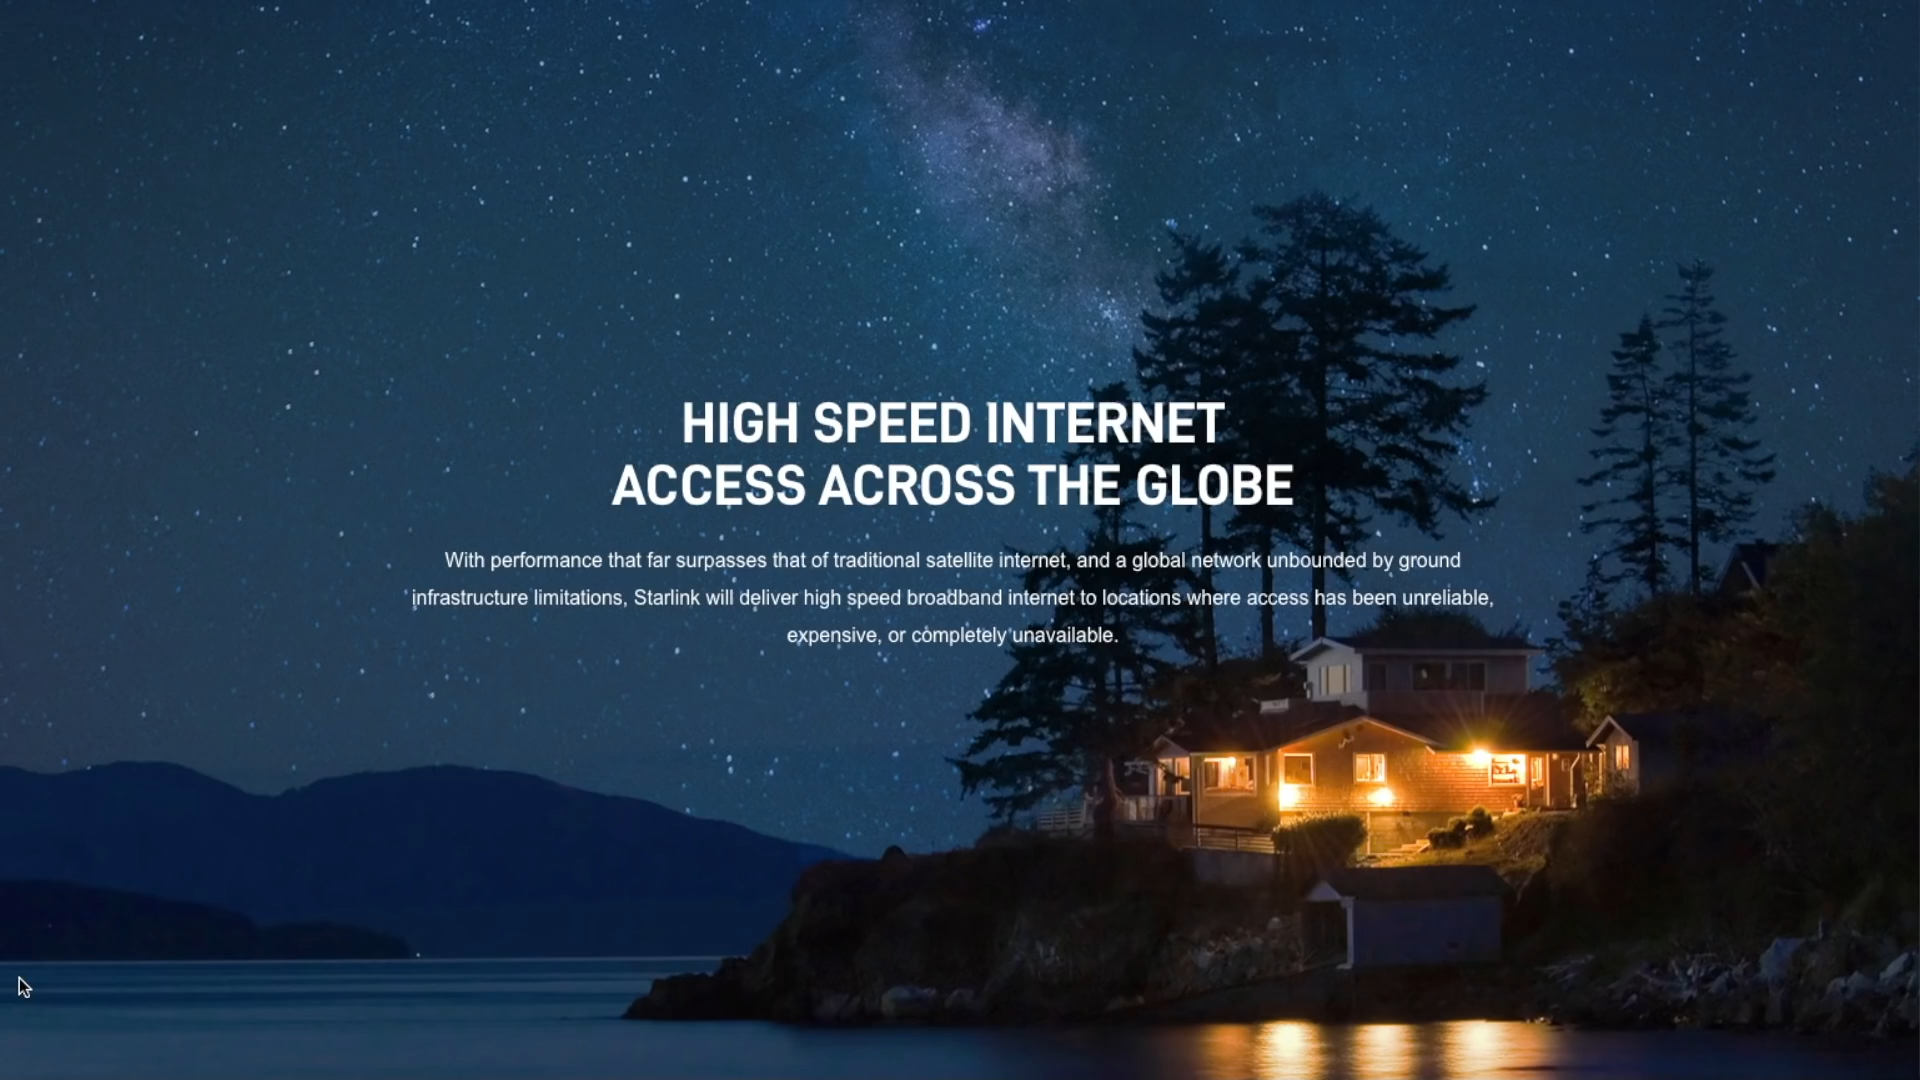 HIGH SPEED INTERNET
ACCESS ACROSS THE GLOBE
With performance that far surpasses that of traditional satellite internet, and a global network unbounded by ground
infrastructure limitations, Starlink will deliver high speed broadband internet to locations where access has been unreliable,
expensive, or completely unavailable.